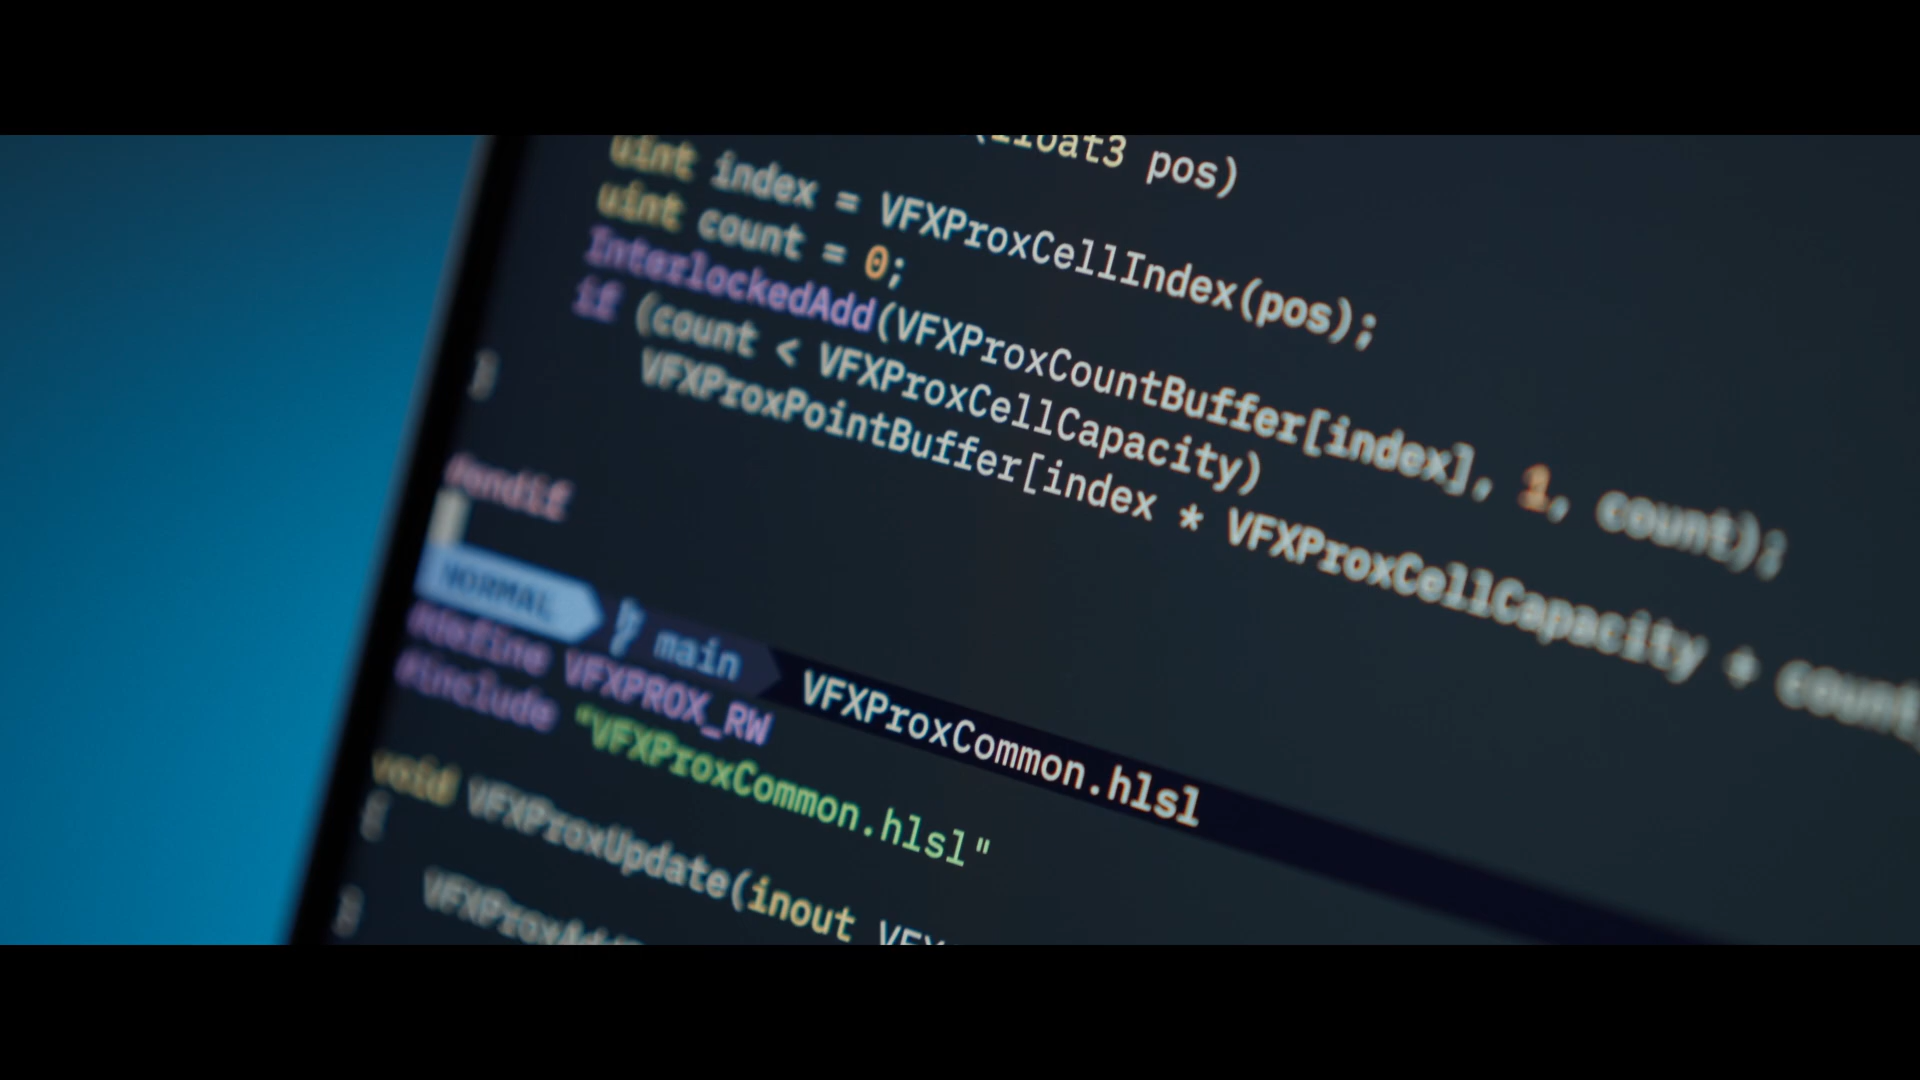 (float3 pos)
uint index = VFXProxCellIndex(pos);
uint count = 0;
InterlockedAdd(VFXProxCountBuffer[index], 1, count);
if (count < VFXProxCellCapacity)
VFXProxPointBuffer[index * VFXProxCellCapacity + count
}
#endif
NORMAL main VFXProxCommon.hlsl
#define VFXPROX_RW
#include "VFXProxCommon.hlsl"
void VFXProxUpdate(inout
{
}